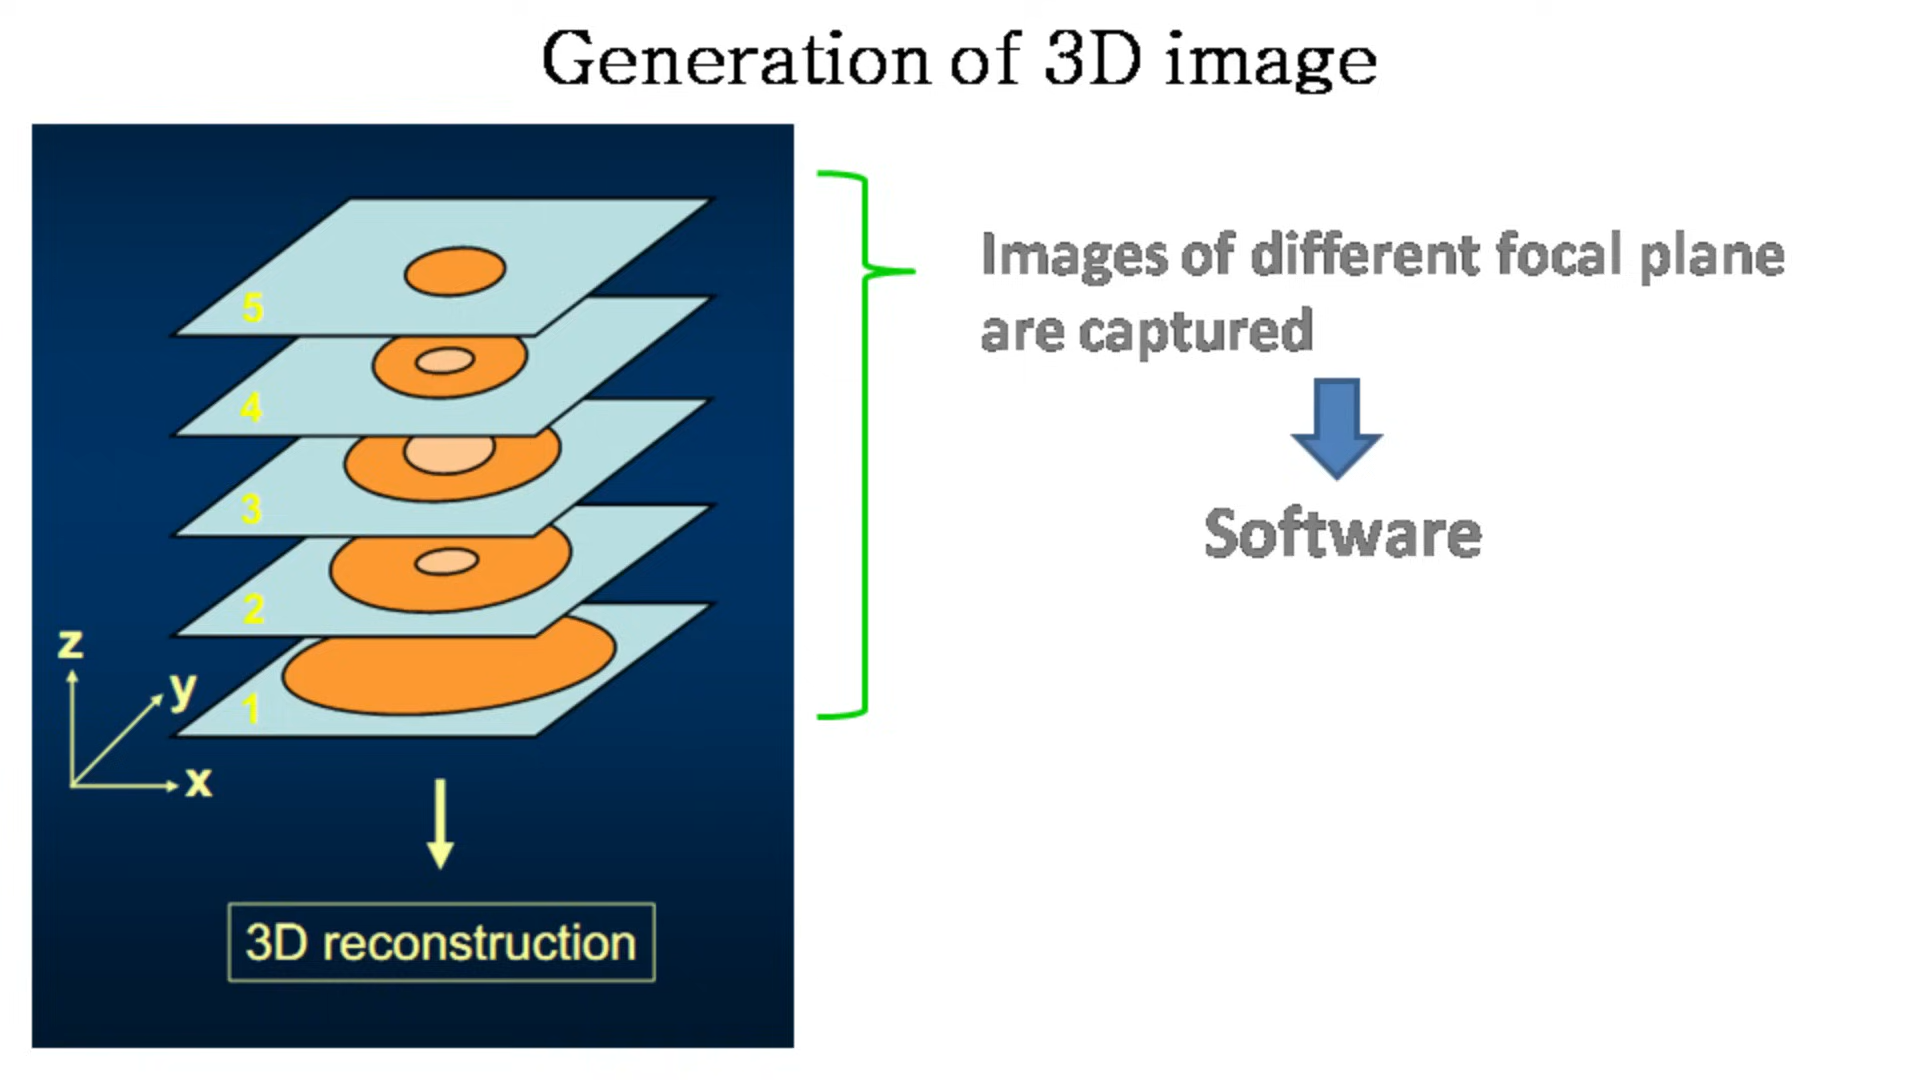 Generation of 3D image
5
4
3
2
1
z
y
x
3D reconstruction
Images of different focal plane
are captured
Software